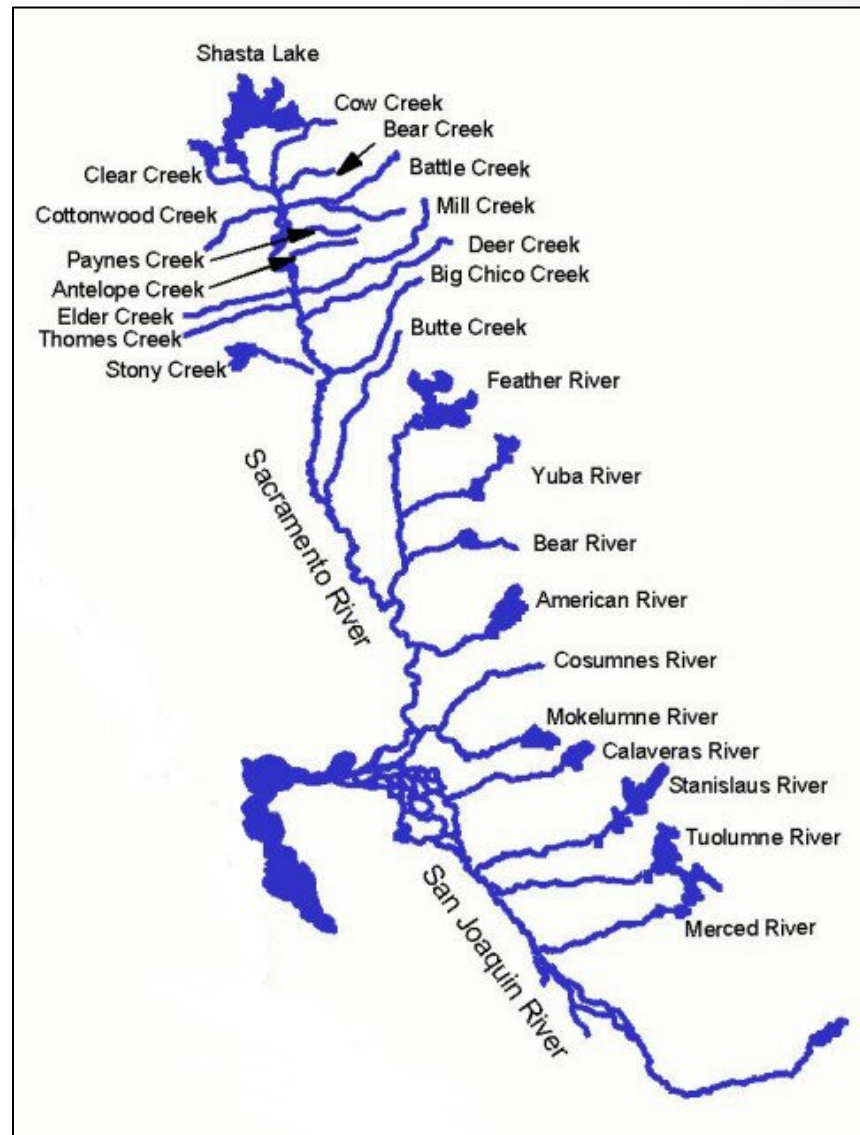 Shasta Lake
Cow Creek
Bear Creek
Battle Creek
Clear Creek
Mill Creek
Cottonwood Creek
Deer Creek
Paynes Creek
Big Chico Creek
Antelope Creek
Elder Creek
Butte Creek
Thomes Creek
Stony Creek
Feather River
Yuba River
Sacramento River
Bear River
American River
Cosumnes River
Mokelumne River
Calaveras River
Stanislaus River
Tuolumne River
San Joaquin River
Merced River